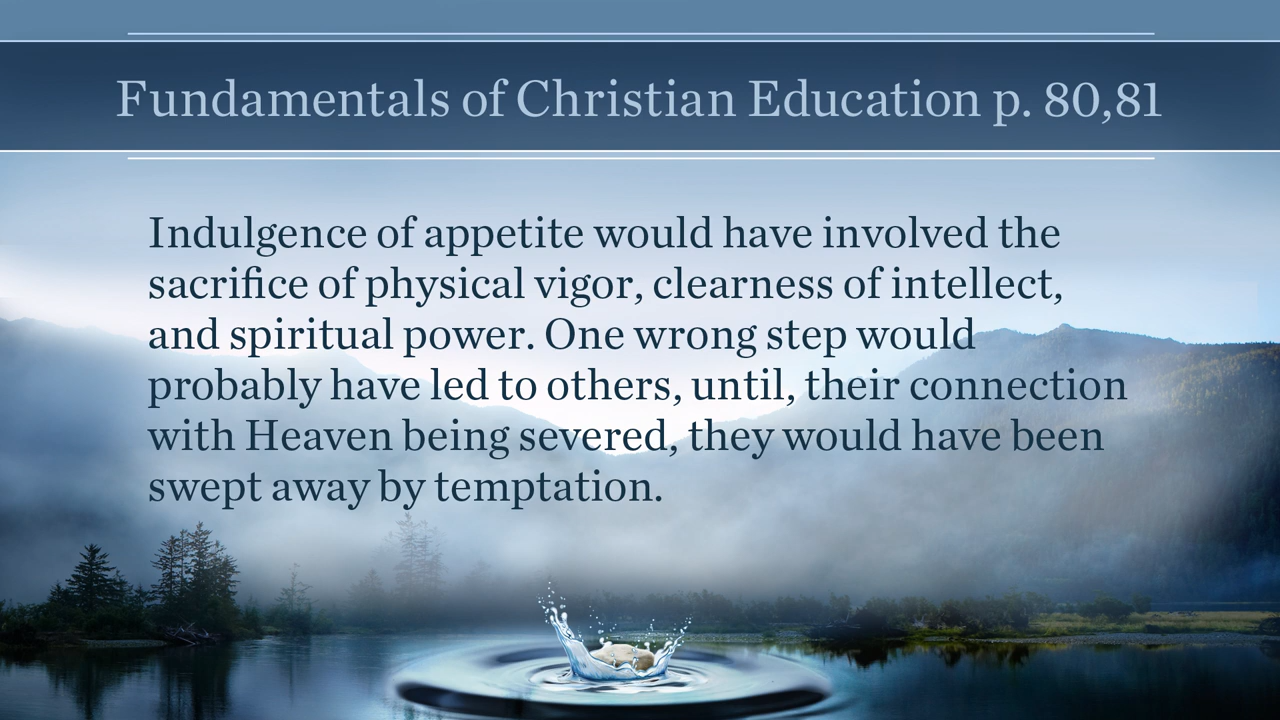 Fundamentals of Christian Education p. 80,81
Indulgence of appetite would have involved the
sacrifice of physical vigor, clearness of intellect,
and spiritual power. One wrong step would
probably have led to others, until, their connection
with Heaven being severed, they would have been
swept away by temptation.